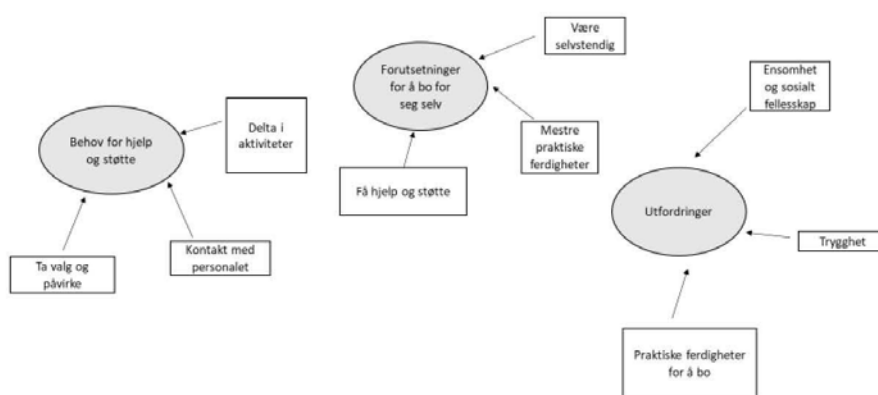 Behov for hjelp
og støtte
Delta i
aktiviteter
Ta valg og
påvirke
Kontakt med
personalet
Forutsetninger
for å bo for
seg selv
Være
selvstendig
Mestre
praktiske
ferdigheter
Få hjelp og støtte
Ensomhet
og sosialt
fellesskap
Utfordringer
Trygghet
Praktiske ferdigheter
for å bo